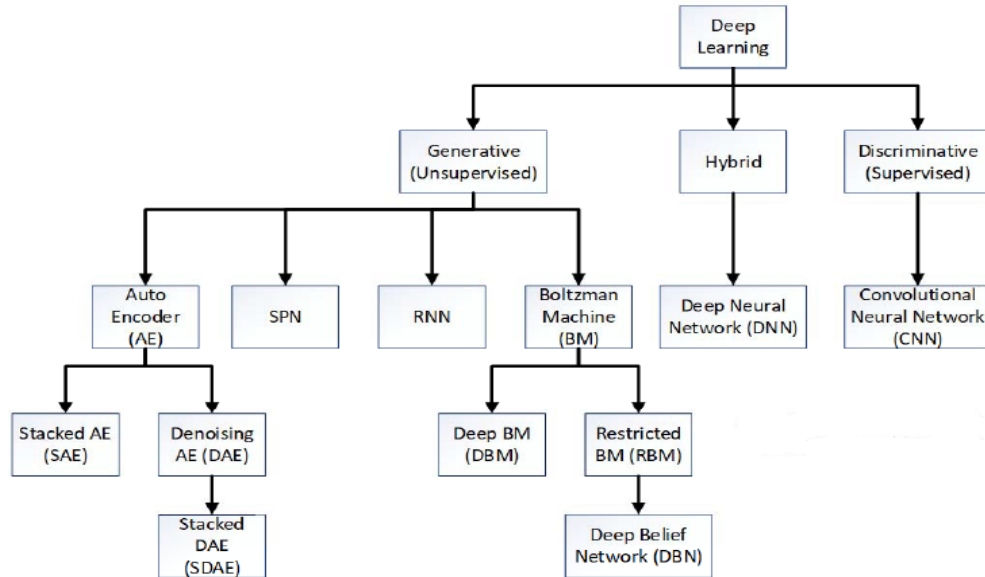 Deep
Learning
Generative
(Unsupervised)
Hybrid
Discriminative
(Supervised)
Auto
Encoder
(AE)
SPN
RNN
Boltzman
Machine
(BM)
Deep Neural
Network (DNN)
Convolutional
Neural Network
(CNN)
Stacked AE
(SAE)
Denoising
AE (DAE)
Deep BM
(DBM)
Restricted
BM (RBM)
Stacked
DAE
(SDAE)
Deep Belief
Network (DBN)